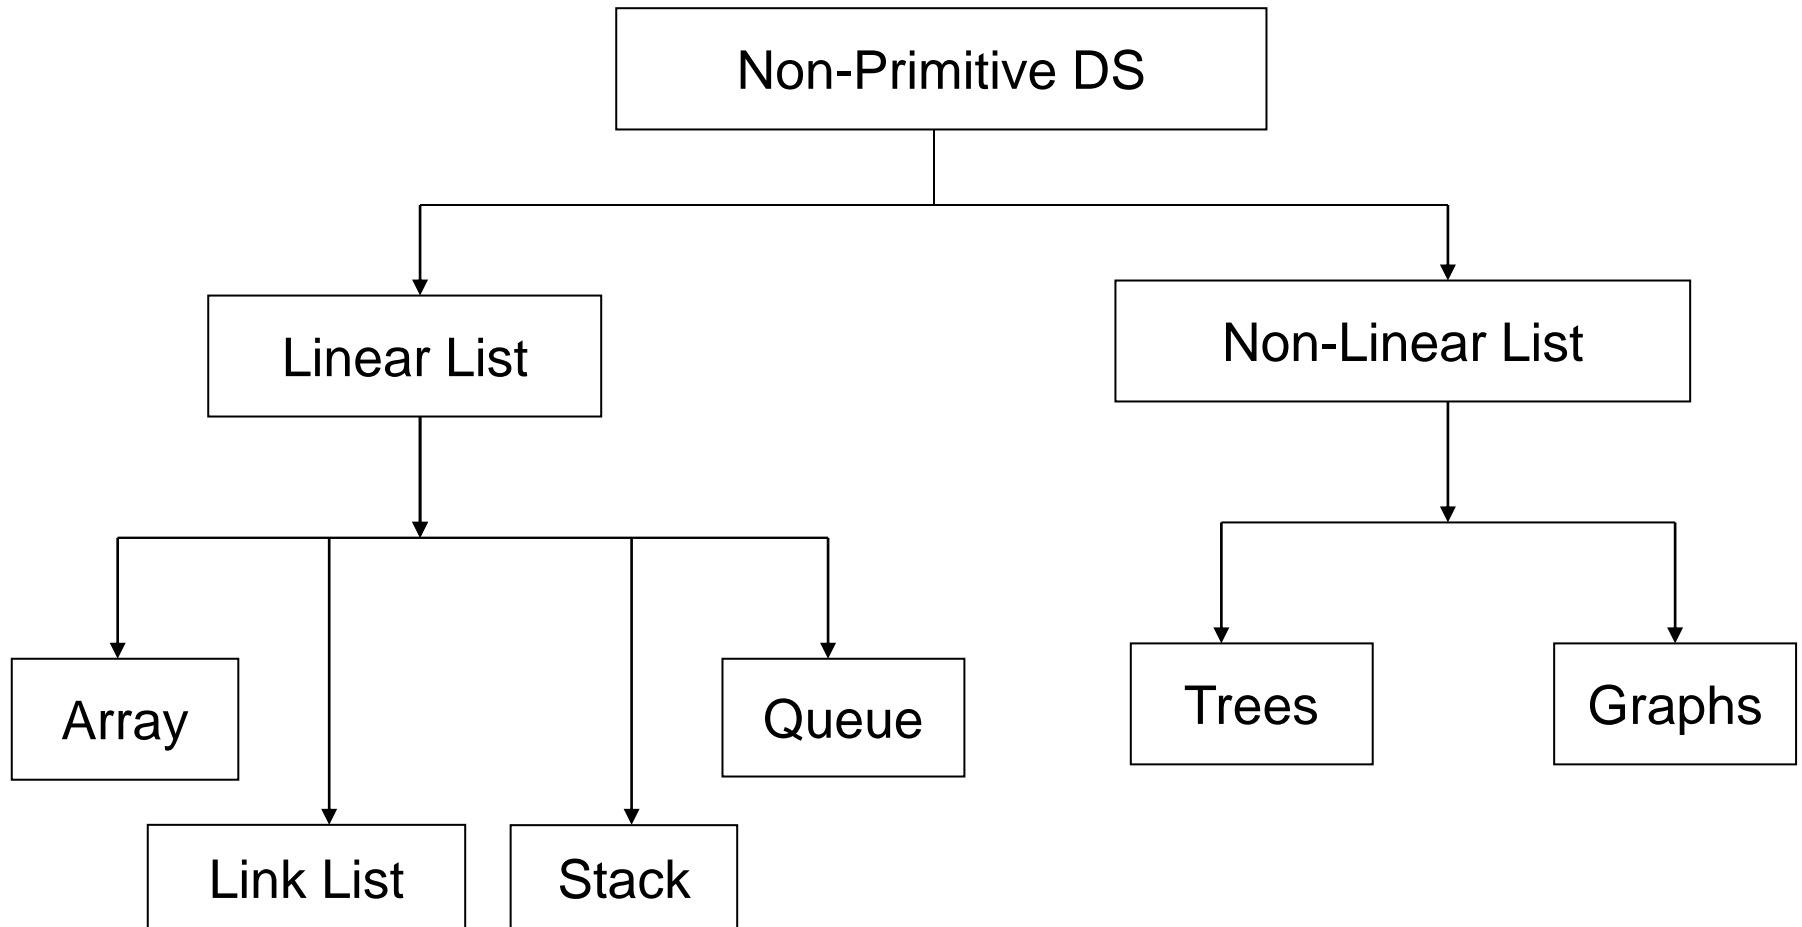 Non-Primitive DS
Linear List
Non-Linear List
Array
Queue
Trees
Graphs
Link List
Stack